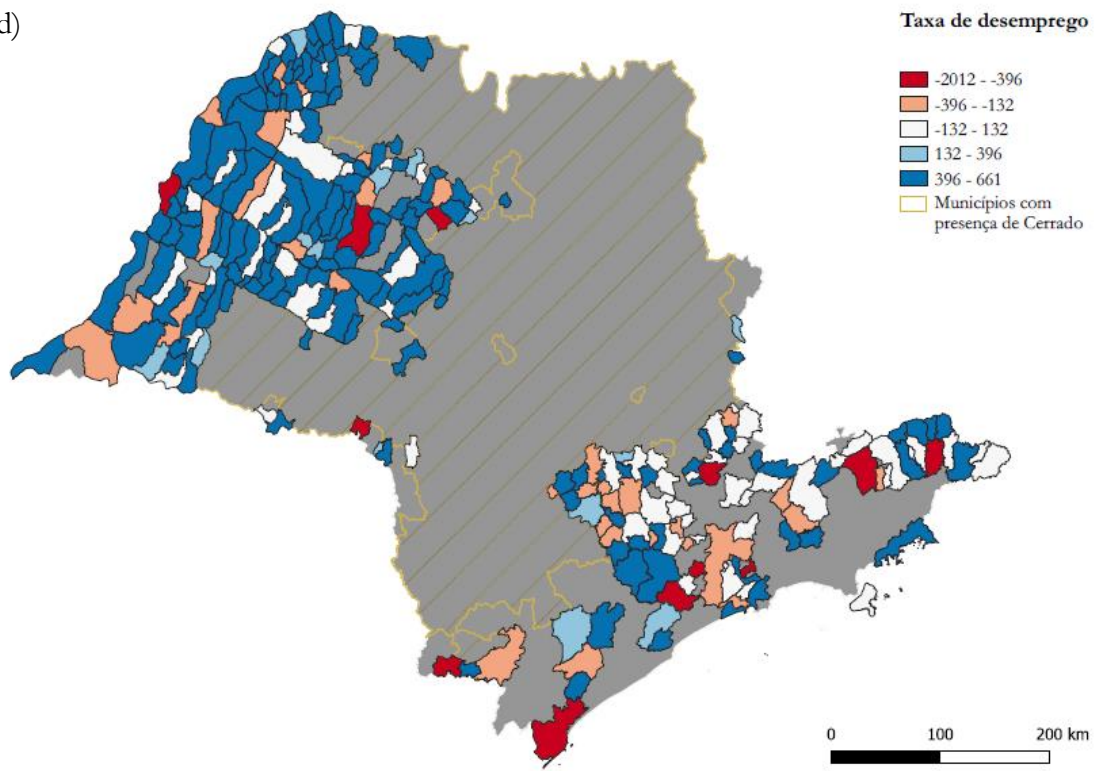 d)
Taxa de desemprego
-2012 - -396
-396 - -132
-132 - 132
132 - 396
396 - 661
Municípios com
presença de Cerrado
0 100 200 km